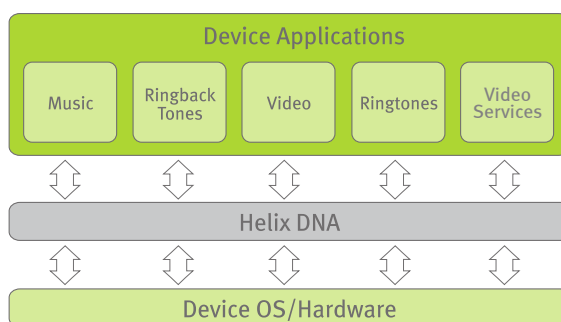 Device Applications
Music
Ringback
Tones
Video
Ringtones
Video
Services
Helix DNA
Device OS/Hardware